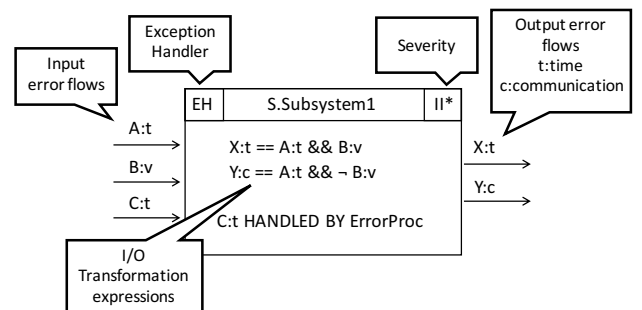 Input
error flows
Exception
Handler
Severity
Output error
flows
t:time
c:communication
EH
S.Subsystem1
II*
A:t
B:v
C:t
X:t == A:t && B:v
Y:c == A:t && ¬ B:v
C:t HANDLED BY ErrorProc
X:t
Y:c
I/O
Transformation
expressions